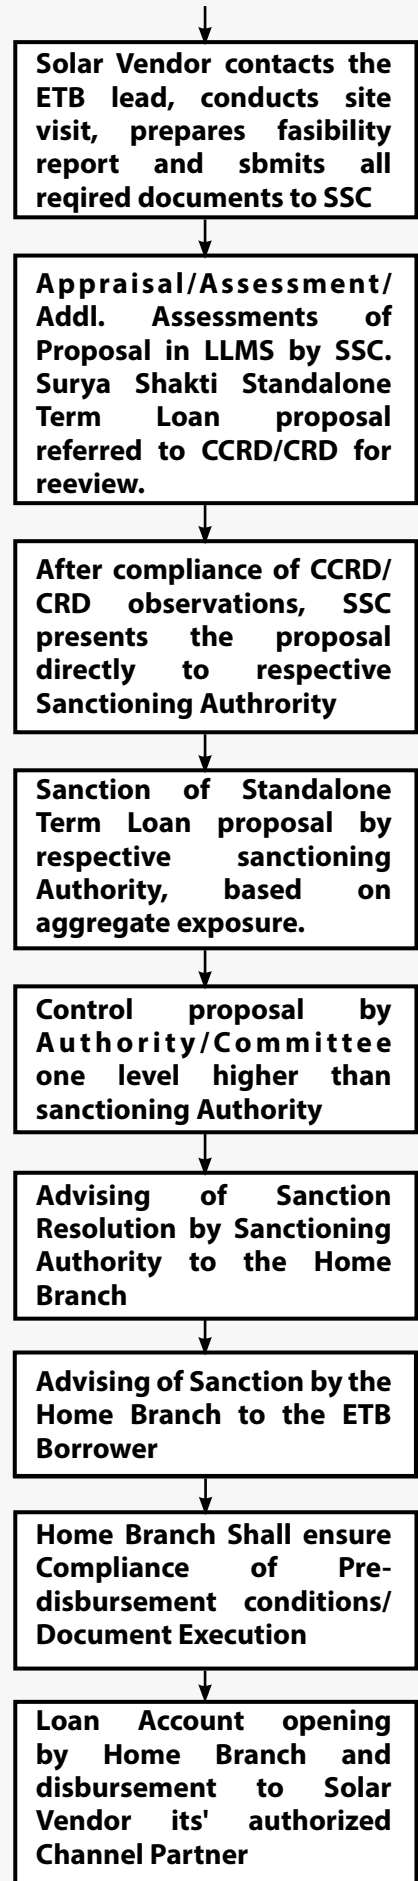 Solar Vendor contacts the
ETB lead, conducts site
visit, prepares fasibility
report and sbmits all
reqired documents to SSC
Appraisal/Assessment/
Addl. Assessments of
Proposal in LLMS by SSC.
Surya Shakti Standalone
Term Loan proposal
referred to CCRD/CRD for
reeview.
After compliance of CCRD/
CRD observations, SSC
presents the proposal
directly to respective
Sanctioning Authrority
Sanction of Standalone
Term Loan proposal by
respective sanctioning
Authority, based on
aggregate exposure.
Control proposal by
Authority/Committee
one level higher than
sanctioning Authority
Advising of Sanction
Resolution by Sanctioning
Authority to the Home
Branch
Advising of Sanction by the
Home Branch to the ETB
Borrower
Home Branch Shall ensure
Compliance of Pre-
disbursement conditions/
Document Execution
Loan Account opening
by Home Branch and
disbursement to Solar
Vendor its' authorized
Channel Partner